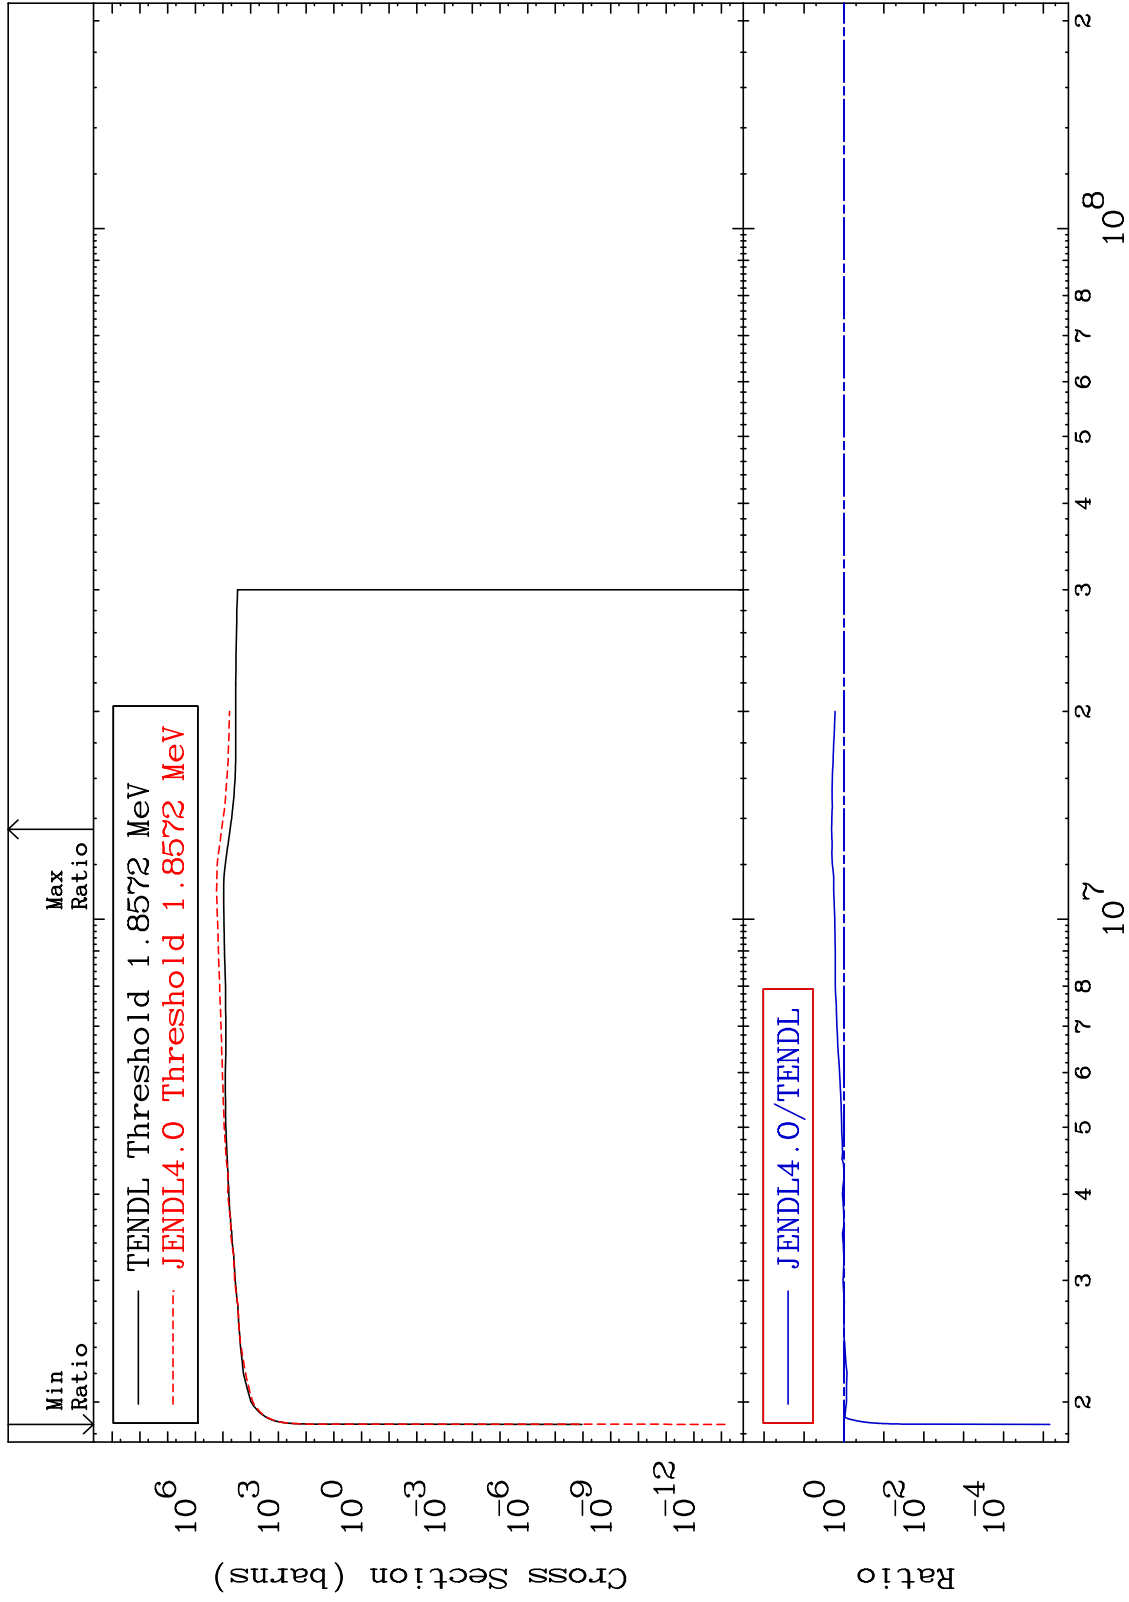 Min
Ratio
Max
Ratio
TENDL Threshold 1.8572 MeV
JENDL4.0 Threshold 1.8572 MeV
Cross Section (barns)
10^6
10^3
10^0
10^-3
10^-6
10^-9
10^-12
JENDL4.0/TENDL
Ratio
10^0
10^-2
10^-4
2 3 4 5 6 7 8 10^7 2 3 4 5 6 7 8 10^8 2